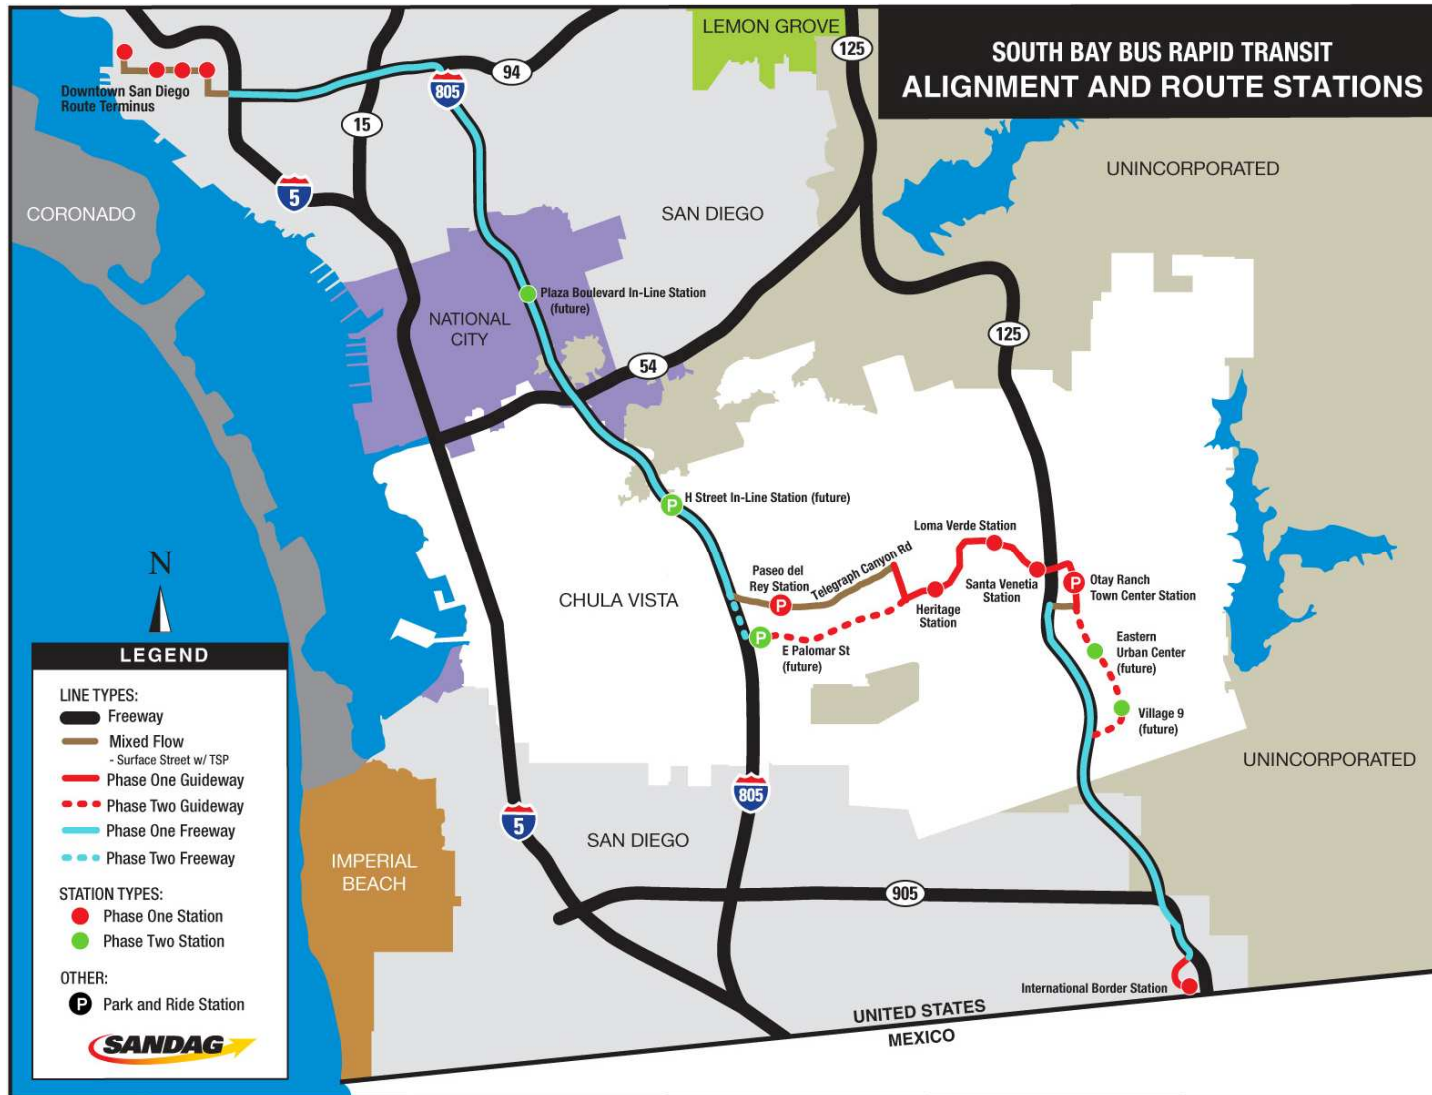 SOUTH BAY BUS RAPID TRANSIT
ALIGNMENT AND ROUTE STATIONS
LEMON GROVE
125
94
805
Downtown San Diego
Route Terminus
15
UNINCORPORATED
5
CORONADO
SAN DIEGO
Plaza Boulevard In-Line Station
(future)
NATIONAL
CITY
125
54
H Street In-Line Station (future)
P
Loma Verde Station
Telegraph Canyon Rd
Paseo del
Rey Station
P
Santa Venetia
Station
P
Otay Ranch
Town Center Station
Heritage
Station
CHULA VISTA
P
E Palomar St
(future)
Eastern
Urban Center
(future)
Village 9
(future)
UNINCORPORATED
N
LEGEND
LINE TYPES:
Freeway
Mixed Flow
- Surface Street w/ TSP
Phase One Guideway
Phase Two Guideway
Phase One Freeway
Phase Two Freeway
STATION TYPES:
Phase One Station
Phase Two Station
OTHER:
P Park and Ride Station
SANDAG
805
5
SAN DIEGO
IMPERIAL
BEACH
905
International Border Station
UNITED STATES
MEXICO